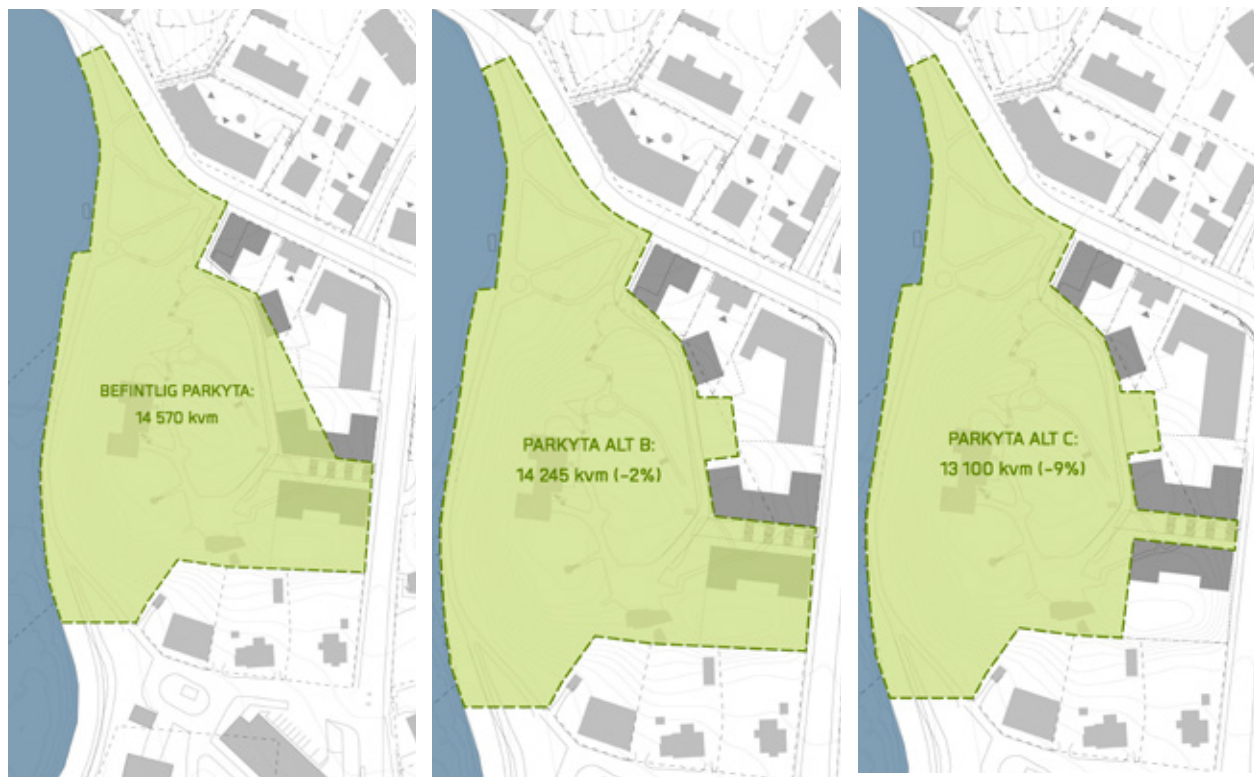 BEFINTLIG PARKYTA:
14 570 kvm
PARKYTA ALT B:
14 245 kvm (-2%)
PARKYTA ALT C:
13 100 kvm (-9%)